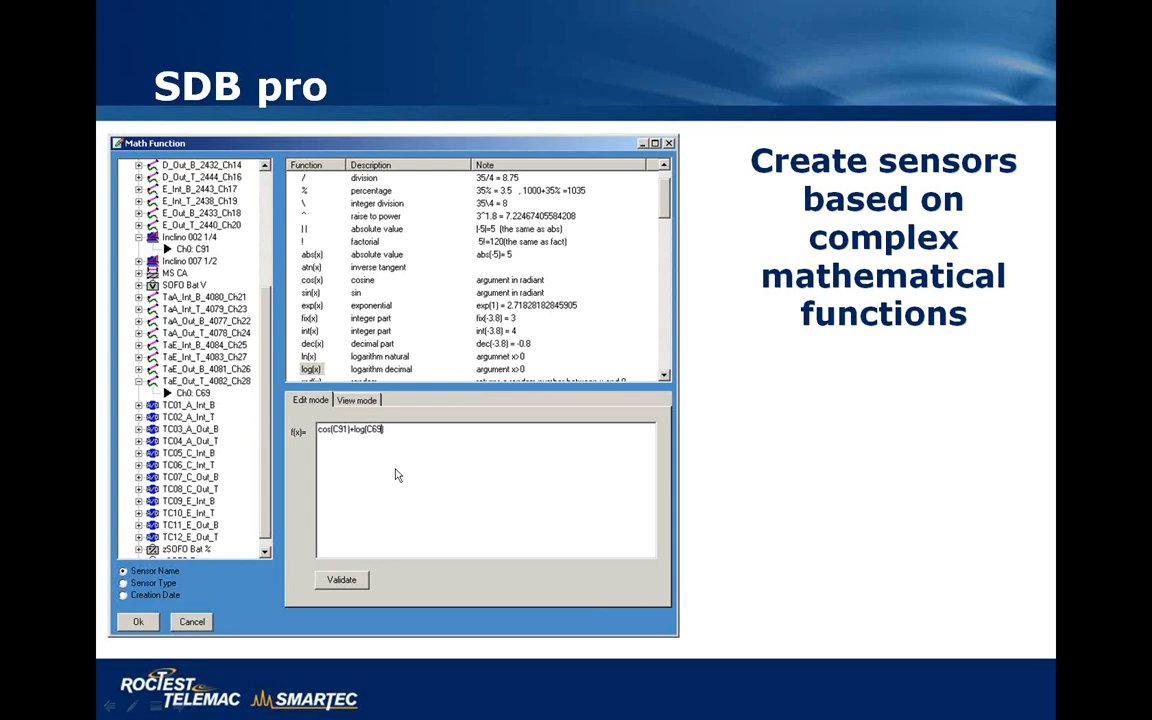 SDB pro
Math Function
D_Out_B_2432_Ch14
D_Out_T_2444_Ch16
E_Int_B_2443_Ch17
E_Int_T_2438_Ch19
E_Out_B_2433_Ch18
E_Out_T_2440_Ch20
Inclino 002 1/4
Ch0: C91
Inclino 007 1/2
MS CA
SOFO Bat V
TaA_Int_B_4080_Ch21
TaA_Int_T_4079_Ch23
TaA_Out_B_4077_Ch22
TaA_Out_T_4078_Ch24
TaE_Int_B_4084_Ch25
TaE_Int_T_4083_Ch27
TaE_Out_B_4081_Ch26
TaE_Out_T_4082_Ch28
Ch0: C69
TC01_A_Int_B
TC02_A_Int_T
TC03_A_Out_B
TC04_A_Out_T
TC05_C_Int_B
TC06_C_Int_T
TC07_C_Out_B
TC08_C_Out_T
TC09_E_Int_B
TC10_E_Int_T
TC11_E_Out_B
TC12_E_Out_T
zSOFO Bat %
Sensor Name
Sensor Type
Creation Date
Ok Cancel
Function Description Note
/ division 35/4 = 8.75
% percentage 35% = 3.5 , 1000+35% =1035
\ integer division 35\4 = 8
^ raise to power 3^1.8 = 7.22467405584208
| | absolute value |-5|=5 (the same as abs)
! factorial 5!=120(the same as fact)
abs(x) absolute value abs(-5)= 5
atn(x) inverse tangent
cos(x) cosine argument in radiant
sin(x) sin argument in radiant
exp(x) exponential exp(1) = 2.71828182845905
fix(x) integer part fix(-3.8) = 3
int(x) integer part int(-3.8) = 4
dec(x) decimal part dec(-3.8) = -0.8
ln(x) logarithm natural argumnet x>0
log(x) logarithm decimal argument x>0
Edit mode View mode
f(x)= cos(C91)+log(C69)
Validate
Create sensors
based on
complex
mathematical
functions
ROCTEST
TELEMAC SMARTEC